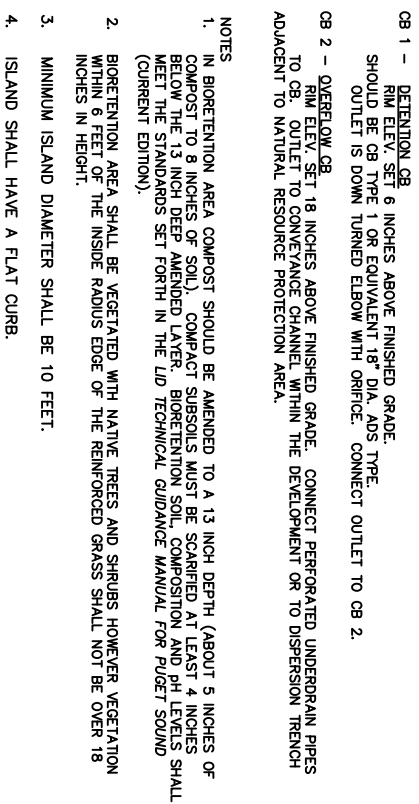 CB 1 – DETENTION CB
RIM ELEV. SET 6 INCHES ABOVE FINISHED GRADE.
SHOULD BE CB TYPE 1 OR EQUIVALENT 18" DIA. ADS TYPE.
OUTLET IS DOWN TURNED ELBOW WITH ORIFICE. CONNECT OUTLET TO CB 2.
CB 2 – OVERFLOW CB
RIM ELEV. SET 18 INCHES ABOVE FINISHED GRADE. CONNECT PERFORATED UNDERDRAIN PIPES
TO CB. OUTLET TO CONVEYANCE CHANNEL WITHIN THE DEVELOPMENT OR TO DISPERSION TRENCH
ADJACENT TO NATURAL RESOURCE PROTECTION AREA.
NOTES
1. IN BIORETENTION AREA COMPOST SHOULD BE AMENDED TO A 13 INCH DEPTH (ABOUT 5 INCHES OF
COMPOST TO 8 INCHES OF SOIL). COMPACT SUBSOILS MUST BE SCARIFIED AT LEAST 4 INCHES
BELOW THE 13 INCH DEEP AMENDED LAYER. BIORETENTION SOIL, COMPOSITION AND pH LEVELS SHALL
MEET THE STANDARDS SET FORTH IN THE LID TECHNICAL GUIDANCE MANUAL FOR PUGET SOUND
(CURRENT EDITION).
2. BIORETENTION AREA SHALL BE VEGETATED WITH NATIVE TREES AND SHRUBS HOWEVER VEGETATION
WITHIN 6 FEET OF THE INSIDE RADIUS EDGE OF THE REINFORCED GRASS SHALL NOT BE OVER 18
INCHES IN HEIGHT.
3. MINIMUM ISLAND DIAMETER SHALL BE 10 FEET.
4. ISLAND SHALL HAVE A FLAT CURB.